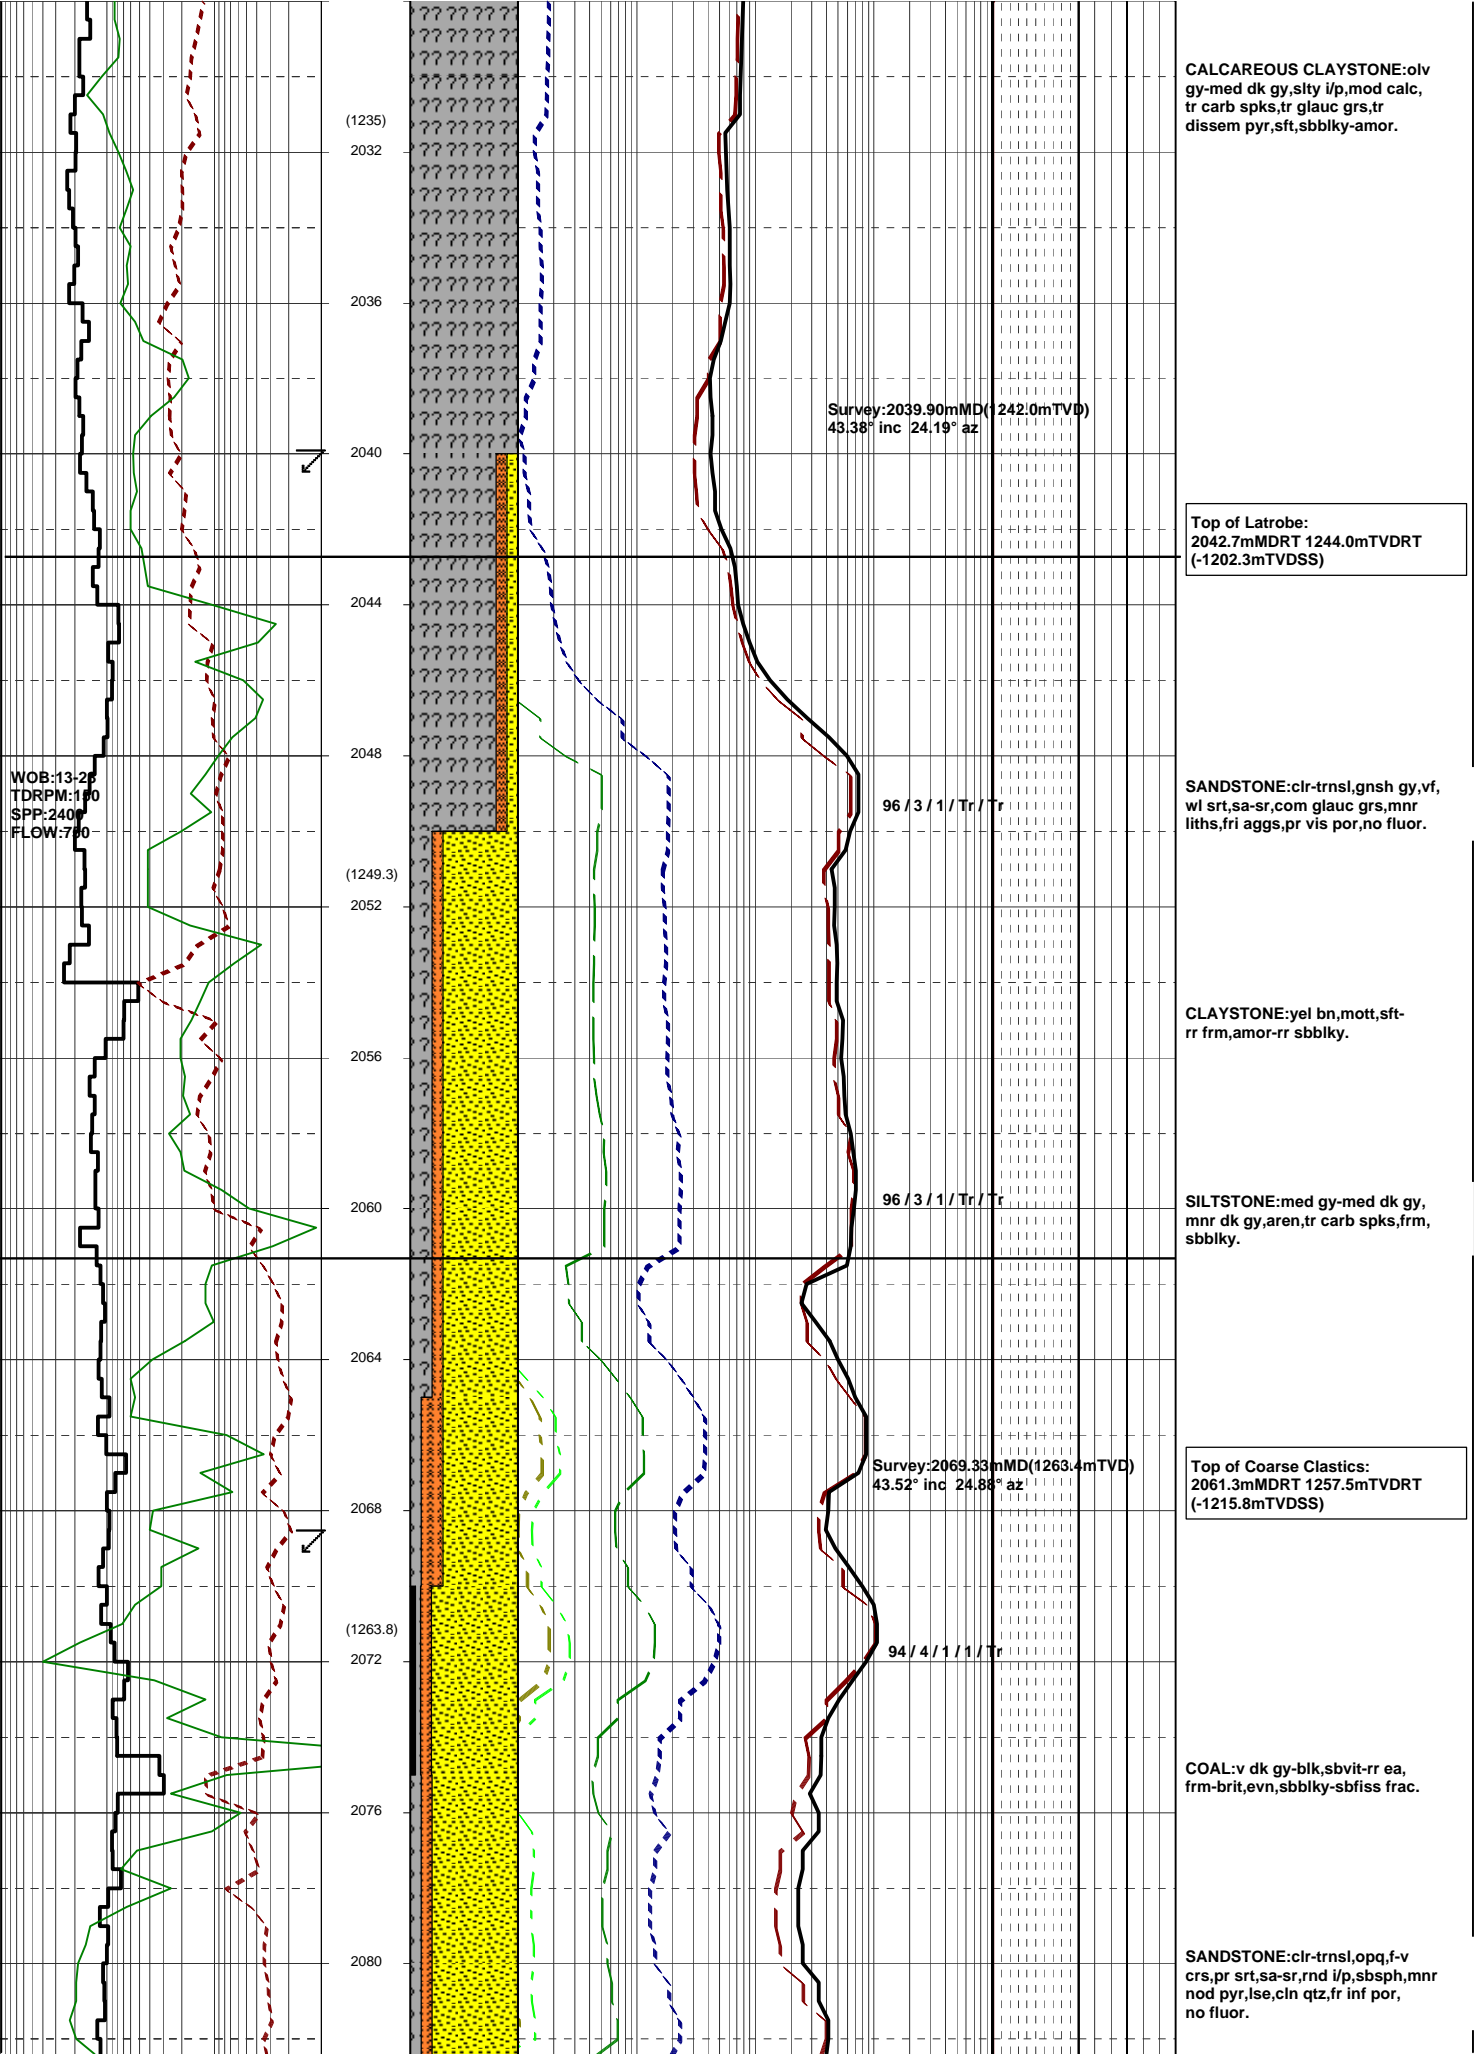 CALCAREOUS CLAYSTONE:olv
gy-med dk gy,slty i/p,mod calc,
tr carb spks,tr glauc grs,tr
dissem pyr,sft,sbblky-amor.
(1235)
2032
2036
Survey:2039.90mMD(1242.0mTVD)
43.38° inc 24.19° az
2040
Top of Latrobe:
2042.7mMDRT 1244.0mTVDRT
(-1202.3mTVDSS)
2044
2048
WOB:13-28
TDRPM:150
SPP:2400
FLOW:
96 / 3 / 1 / Tr / Tr
SANDSTONE:clr-trnsl,gnsh gy,vf,
wl srt,sa-sr,com glauc grs,mnr
liths,fri aggs,pr vis por,no fluor.
(1249.3)
2052
CLAYSTONE:yel bn,mott,sft-
rr frm,amor-rr sbblky.
2056
96 / 3 / 1 / Tr / Tr
2060
SILTSTONE:med gy-med dk gy,
mnr dk gy,aren,tr carb spks,frm,
sbblky.
2064
Survey:2069.33mMD(1263.4mTVD)
43.52° inc 24.88° az
Top of Coarse Clastics:
2061.3mMDRT 1257.5mTVDRT
(-1215.8mTVDSS)
2068
(1263.8)
94 / 4 / 1 / 1 / Tr
2072
COAL:v dk gy-blk,sbvit-rr ea,
frm-brit,evn,sbblky-sbfiss frac.
2076
2080
SANDSTONE:clr-trnsl,opq,f-v
crs,pr srt,sa-sr,rnd i/p,sbsph,mnr
nod pyr,lse,cln qtz,fr inf por,
no fluor.